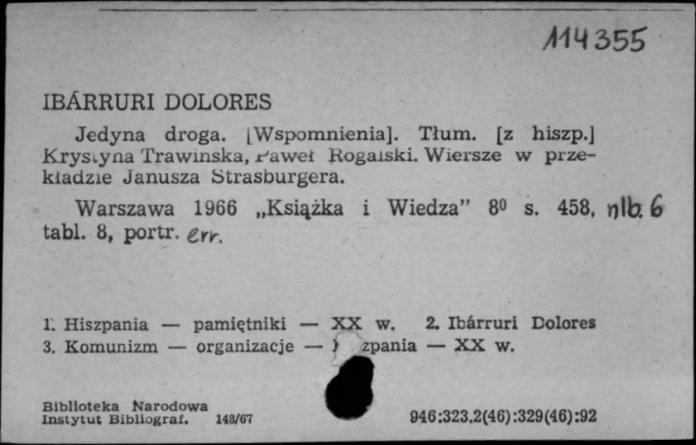 114355
IBÁRRURI DOLORES
Jedyna droga. [Wspomnienia]. Tłum. [z hiszp.]
Krystyna Trawinska, Paweł Rogalski. Wiersze w prze-
kładzie Janusza Strasburgera.
Warszawa 1966 „Książka i Wiedza” 8⁰ s. 458, nlb. 6
tabl. 8, portr. err.
1. Hiszpania — pamiętniki — XX w. 2. Ibárruri Dolores
3. Komunizm — organizacje — zpania — XX w.
Biblioteka Narodowa
Instytut Bibliograf. 148/67 946:323.2(46):329(46):92